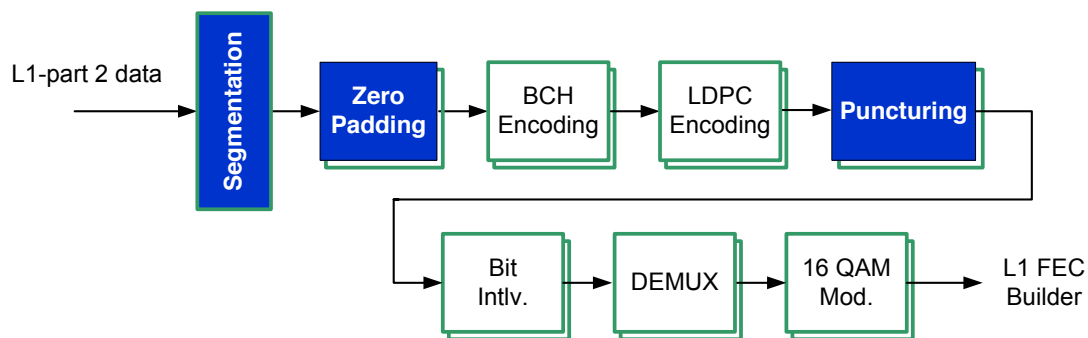 L1-part 2 data
Segmentation
Zero
Padding
BCH
Encoding
LDPC
Encoding
Puncturing
Bit
Intlv.
DEMUX
16 QAM
Mod.
L1 FEC
Builder